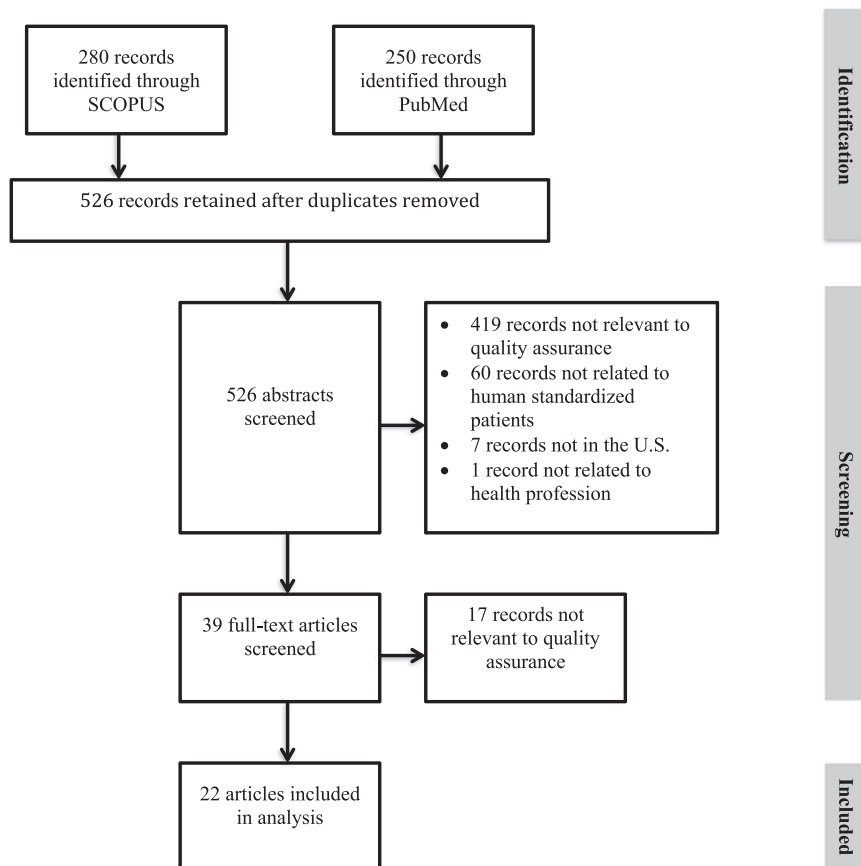 280 records
identified through
SCOPUS
250 records
identified through
PubMed
Identification
526 records retained after duplicates removed
526 abstracts
screened
• 419 records not relevant to
quality assurance
• 60 records not related to
human standardized
patients
• 7 records not in the U.S.
• 1 record not related to
health profession
Screening
39 full-text articles
screened
17 records not
relevant to quality
assurance
22 articles included
in analysis
Included